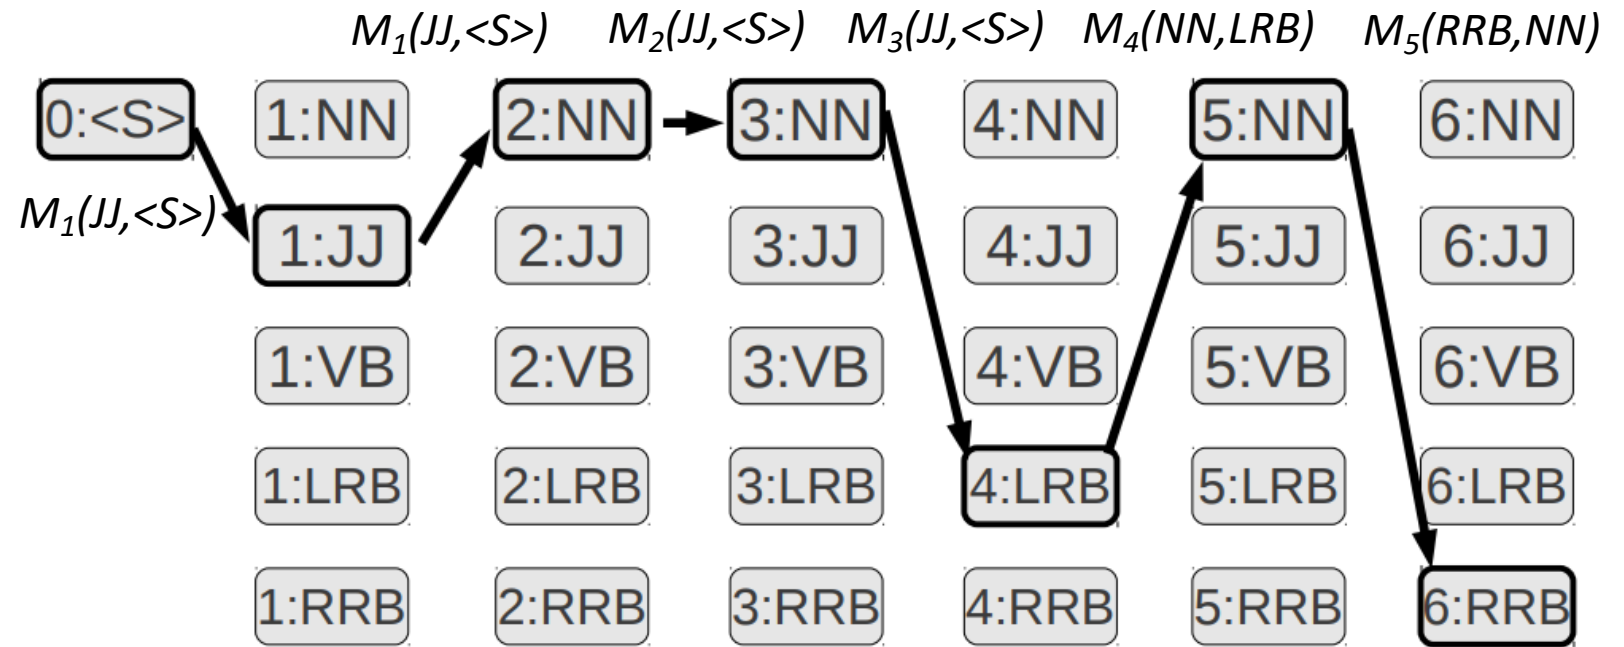 M1(JJ,<S>) M2(JJ,<S>) M3(JJ,<S>) M4(NN,LRB) M5(RRB,NN)
0:<S> 1:NN 2:NN 3:NN 4:NN 5:NN 6:NN
M1(JJ,<S>)
1:JJ 2:JJ 3:JJ 4:JJ 5:JJ 6:JJ
1:VB 2:VB 3:VB 4:VB 5:VB 6:VB
1:LRB 2:LRB 3:LRB 4:LRB 5:LRB 6:LRB
1:RRB 2:RRB 3:RRB 4:RRB 5:RRB 6:RRB